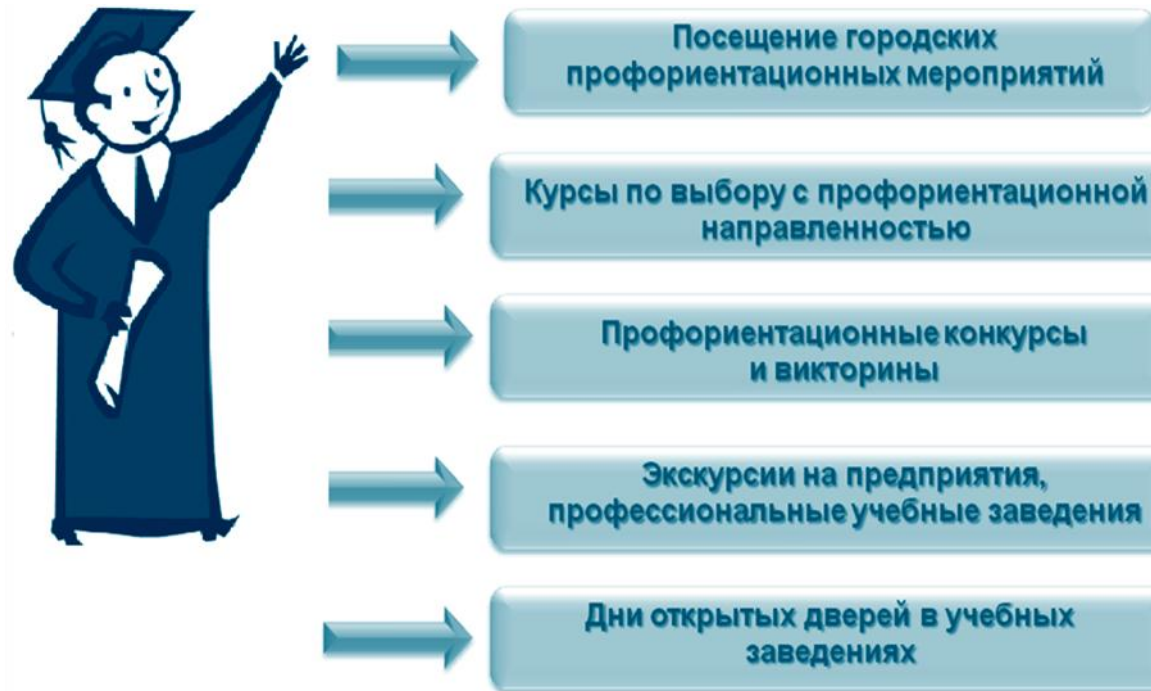 Посещение городских
профориентационных мероприятий
Курсы по выбору с профориентационной
направленностью
Профориентационные конкурсы
и викторины
Экскурсии на предприятия,
профессиональные учебные заведения
Дни открытых дверей в учебных
заведениях